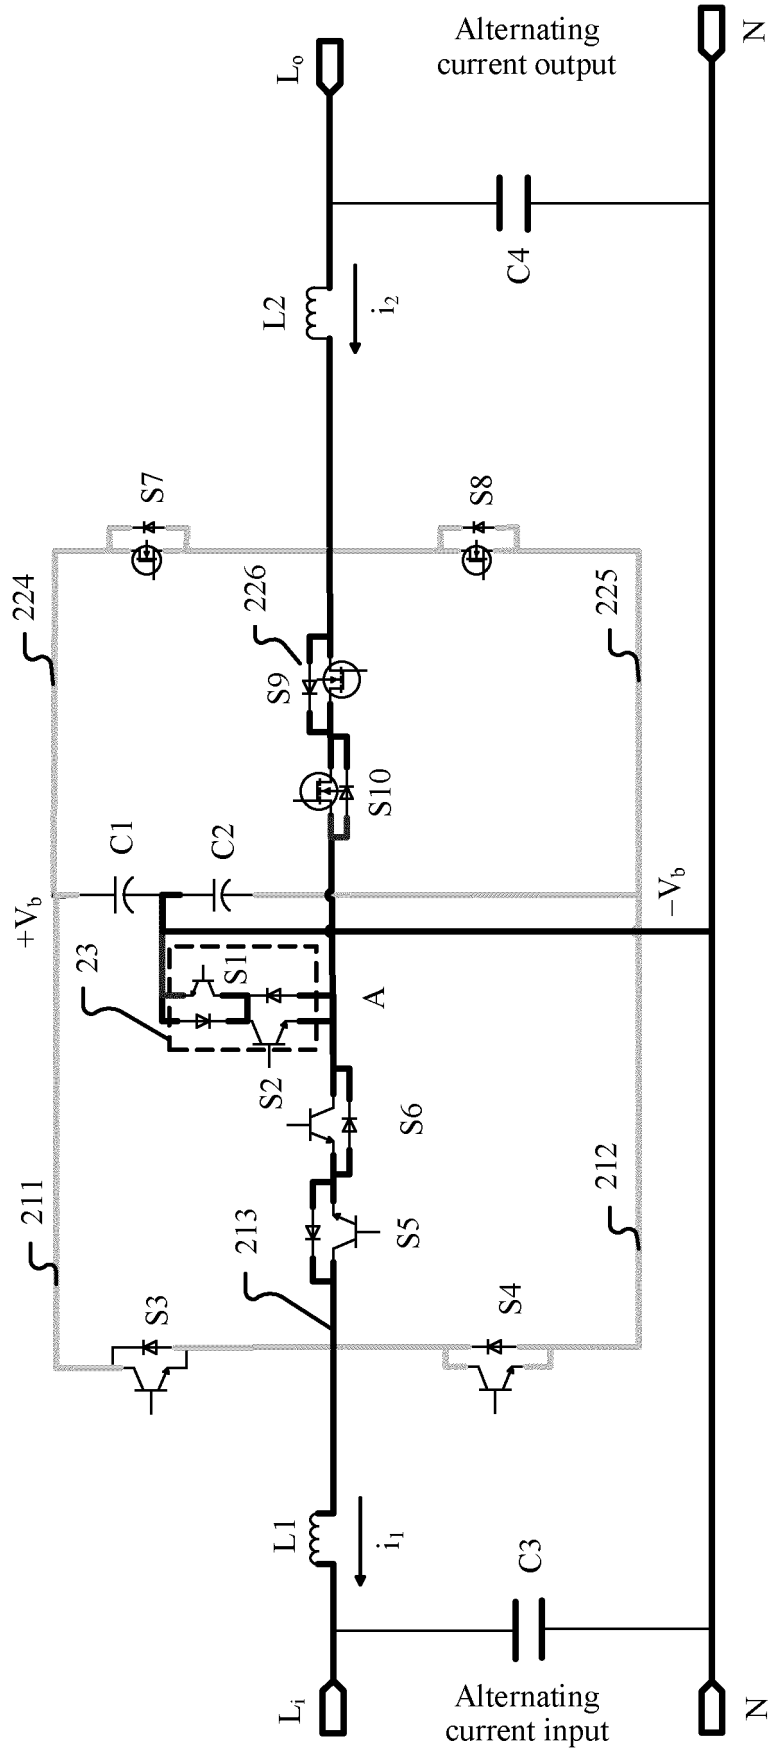 Alternating
current output
N
Lₒ
C4
L2
i₂
S7
S8
224
226
225
S9
S10
C1
C2
+Vb
−Vb
23
S1
A
S2
S6
211
212
213
S5
S3
S4
L1
i₁
C3
Lᵢ
Alternating
current input
N